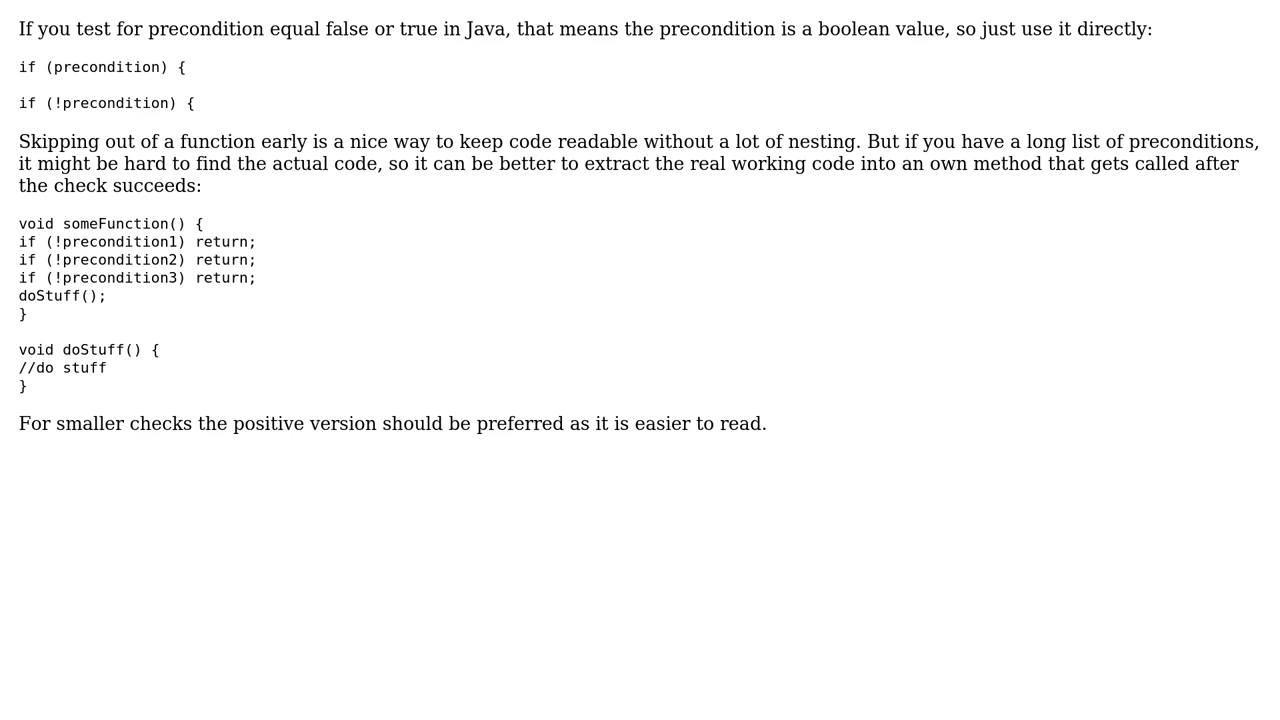 If you test for precondition equal false or true in Java, that means the precondition is a boolean value, so just use it directly:
if (precondition) {
if (!precondition) {
Skipping out of a function early is a nice way to keep code readable without a lot of nesting. But if you have a long list of preconditions,
it might be hard to find the actual code, so it can be better to extract the real working code into an own method that gets called after
the check succeeds:
void someFunction() {
if (!precondition1) return;
if (!precondition2) return;
if (!precondition3) return;
doStuff();
}
void doStuff() {
//do stuff
}
For smaller checks the positive version should be preferred as it is easier to read.